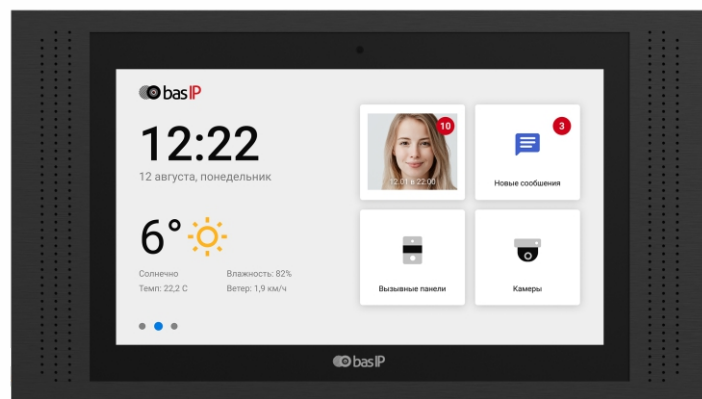 bas IP
12:22
12 августа, понедельник
6°
Солнечно
Влажность: 82%
Темп: 22,2 С
Ветер: 1,9 км/ч
10
12.01 в 22:00
3
Новые сообшения
Вызывные панели
Камеры
bas IP